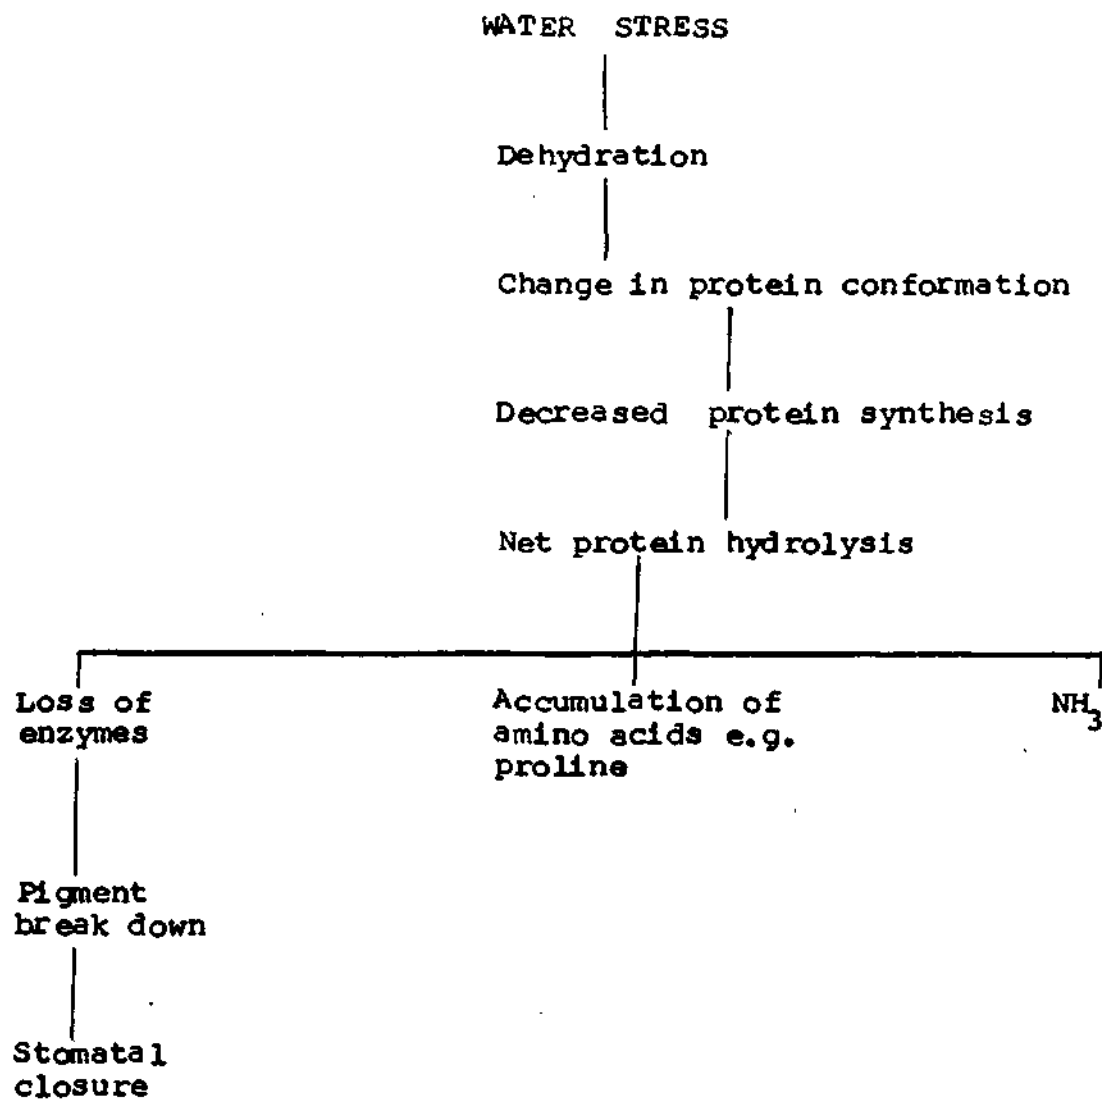 WATER STRESS
Dehydration
Change in protein conformation
Decreased protein synthesis
Net protein hydrolysis
Loss of
enzymes
Accumulation of
amino acids e.g.
proline
NH3
Pigment
break down
Stomatal
closure